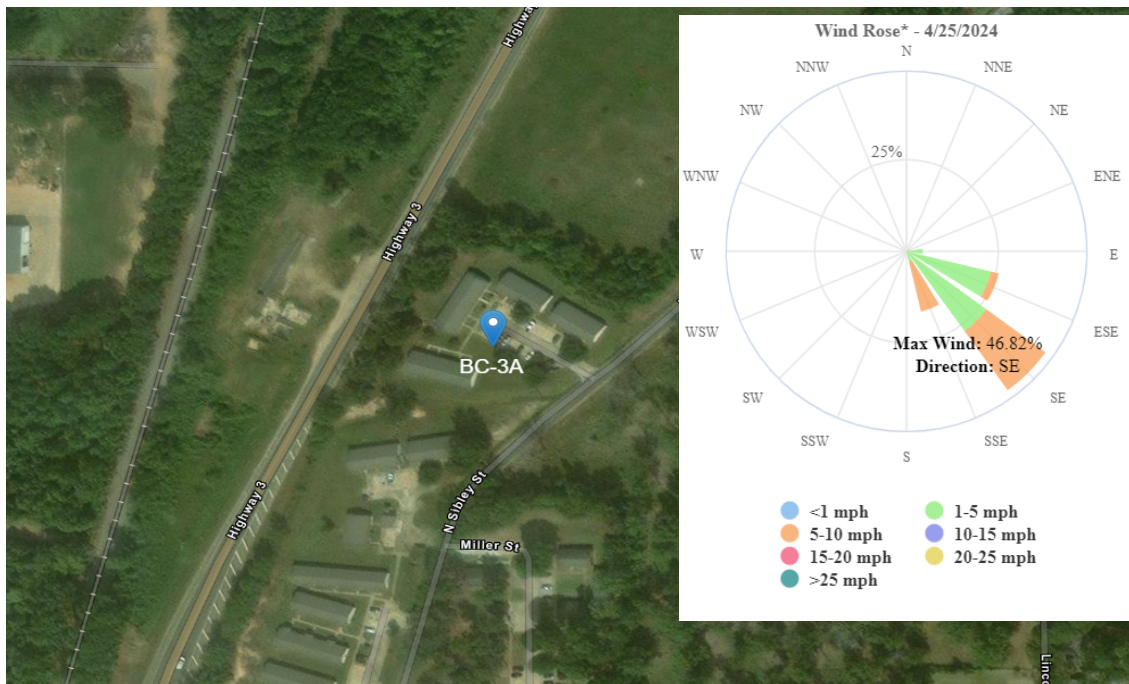 Highway
Highway 3
BC-3A
Highway 3
N Sibley St
Miller St
Wind Rose* - 4/25/2024
N
NNW
NNE
NW
NE
25%
WNW
ENE
W
E
WSW
ESE
Max Wind: 46.82%
Direction: SE
SW
SE
SSW
SSE
S
<1 mph
1-5 mph
5-10 mph
10-15 mph
15-20 mph
20-25 mph
>25 mph